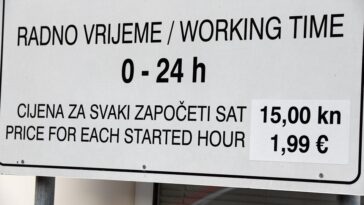 RADNO VRIJEME / WORKING TIME
0 - 24 h
CIJENA ZA SVAKI ZAPOČETI SAT 15,00 kn
PRICE FOR EACH STARTED HOUR 1,99 €